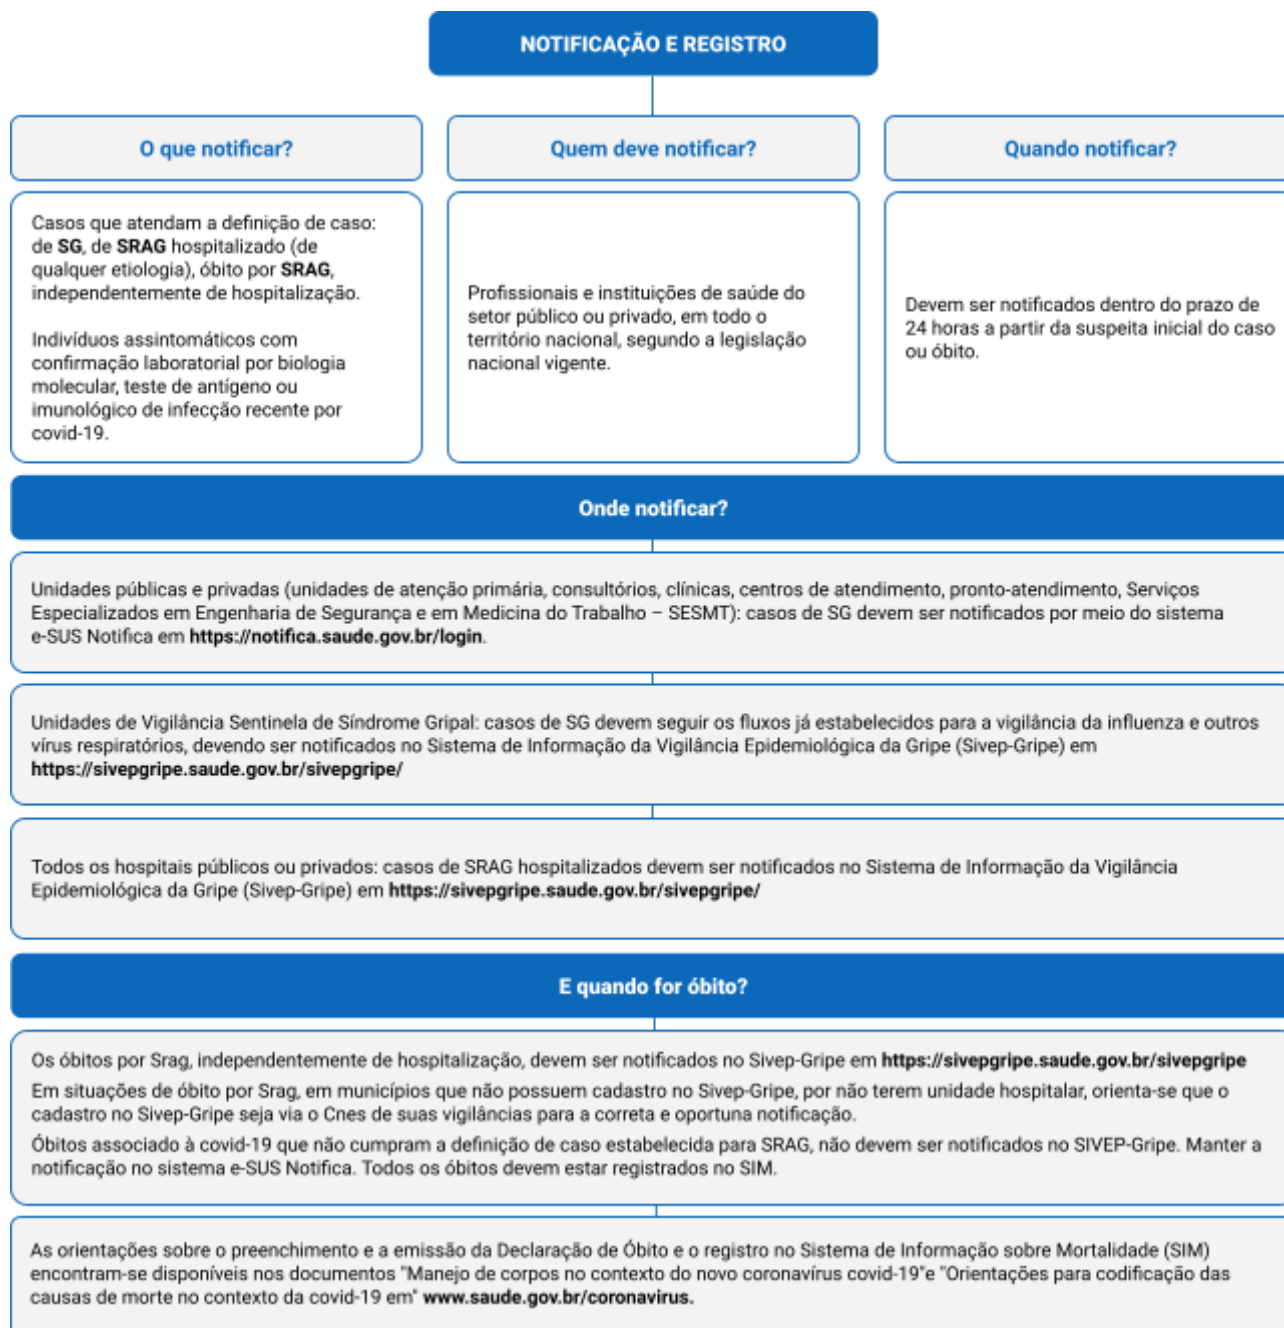 NOTIFICAÇÃO E REGISTRO
O que notificar?
Casos que atendam a definição de caso:
de SG, de SRAG hospitalizado (de
qualquer etiologia), óbito por SRAG,
independentemente de hospitalização.
Indivíduos assintomáticos com
confirmação laboratorial por biologia
molecular, teste de antígeno ou
imunológico de infecção recente por
covid-19.
Quem deve notificar?
Profissionais e instituições de saúde do
setor público ou privado, em todo o
território nacional, segundo a legislação
nacional vigente.
Quando notificar?
Devem ser notificados dentro do prazo de
24 horas a partir da suspeita inicial do caso
ou óbito.
Onde notificar?
Unidades públicas e privadas (unidades de atenção primária, consultórios, clínicas, centros de atendimento, pronto-atendimento, Serviços
Especializados em Engenharia de Segurança e em Medicina do Trabalho – SESMT): casos de SG devem ser notificados por meio do sistema
e-SUS Notifica em https://notifica.saude.gov.br/login.
Unidades de Vigilância Sentinela de Síndrome Gripal: casos de SG devem seguir os fluxos já estabelecidos para a vigilância da influenza e outros
vírus respiratórios, devendo ser notificados no Sistema de Informação da Vigilância Epidemiológica da Gripe (Sivep-Gripe) em
https://sivepgripe.saude.gov.br/sivepgripe/
Todos os hospitais públicos ou privados: casos de SRAG hospitalizados devem ser notificados no Sistema de Informação da Vigilância
Epidemiológica da Gripe (Sivep-Gripe) em https://sivepgripe.saude.gov.br/sivepgripe/
E quando for óbito?
Os óbitos por Srag, independentemente de hospitalização, devem ser notificados no Sivep-Gripe em https://sivepgripe.saude.gov.br/sivepgripe
Em situações de óbito por Srag, em municípios que não possuem cadastro no Sivep-Gripe, por não terem unidade hospitalar, orienta-se que o
cadastro no Sivep-Gripe seja via o Cnes de suas vigilâncias para a correta e oportuna notificação.
Óbitos associado à covid-19 que não cumpram a definição de caso estabelecida para SRAG, não devem ser notificados no SIVEP-Gripe. Manter a
notificação no sistema e-SUS Notifica. Todos os óbitos devem estar registrados no SIM.
As orientações sobre o preenchimento e a emissão da Declaração de Óbito e o registro no Sistema de Informação sobre Mortalidade (SIM)
encontram-se disponíveis nos documentos "Manejo de corpos no contexto do novo coronavírus covid-19"e "Orientações para codificação das
causas de morte no contexto da covid-19 em" www.saude.gov.br/coronavirus.